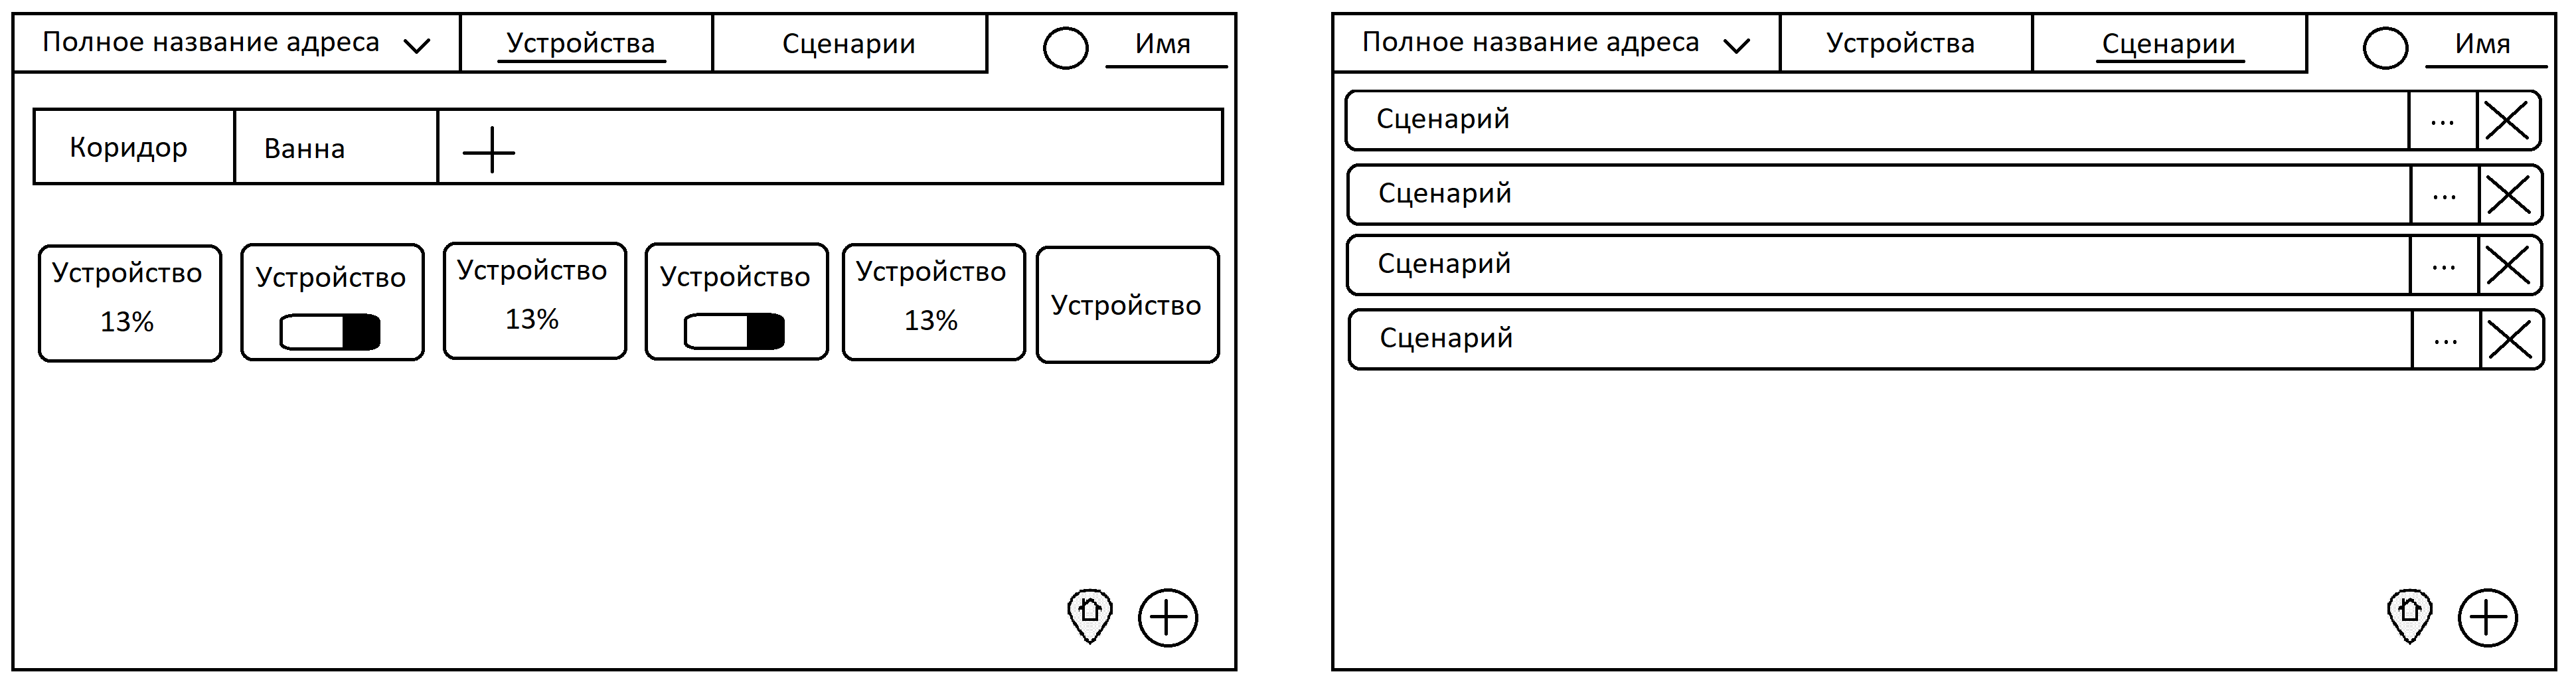 Полное название адреса
Устройства
Сценарии
Имя
Коридор
Ванна
Устройство
13%
Устройство
Устройство
13%
Устройство
Устройство
13%
Устройство
Полное название адреса
Устройства
Сценарии
Имя
Сценарий
...
Сценарий
...
Сценарий
...
Сценарий
...